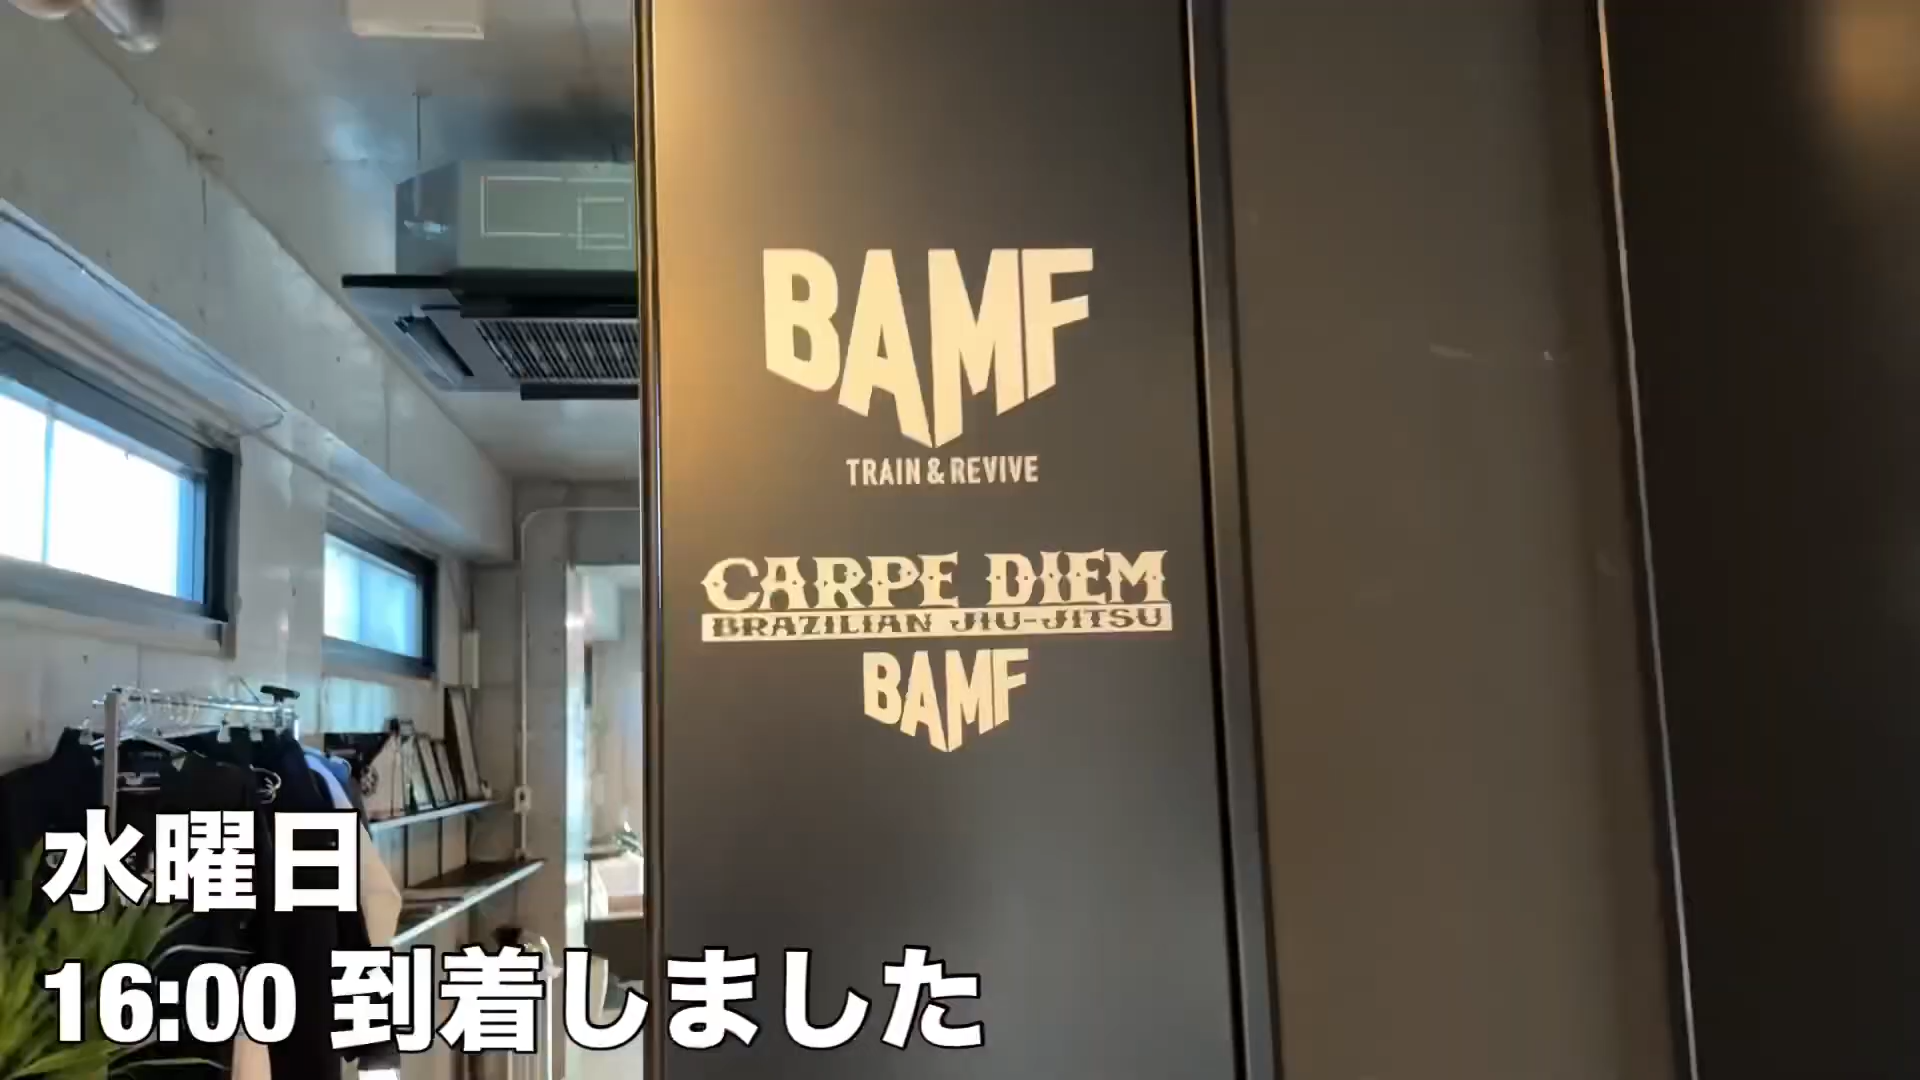 BAMF
TRAIN & REVIVE
CARPE DIEM
BRAZILIAN JIU-JITSU
BAMF
水曜日
16:00 到着しました